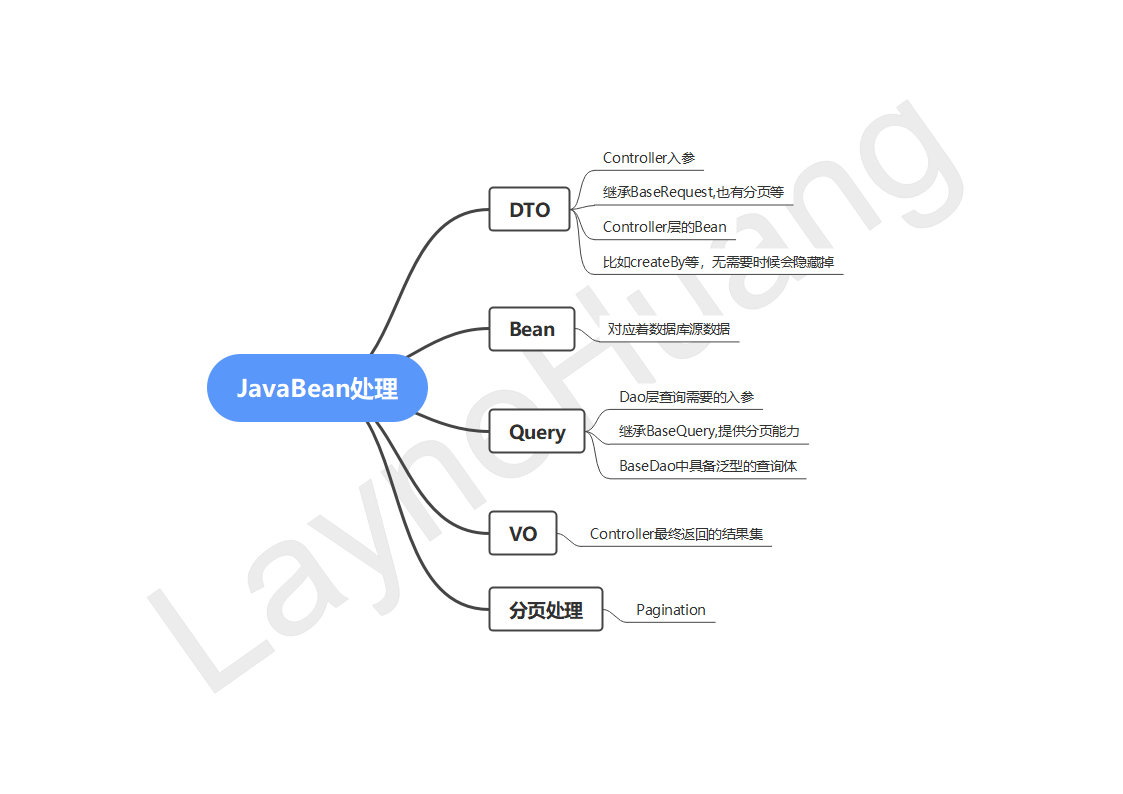 JavaBean处理
DTO
Controller入参
继承BaseRequest,也有分页等
Controller层的Bean
比如createBy等，无需要时候会隐藏掉
Bean
对应着数据库源数据
Query
Dao层查询需要的入参
继承BaseQuery,提供分页能力
BaseDao中具备泛型的查询体
VO
Controller最终返回的结果集
分页处理
Pagination
LayneHuang